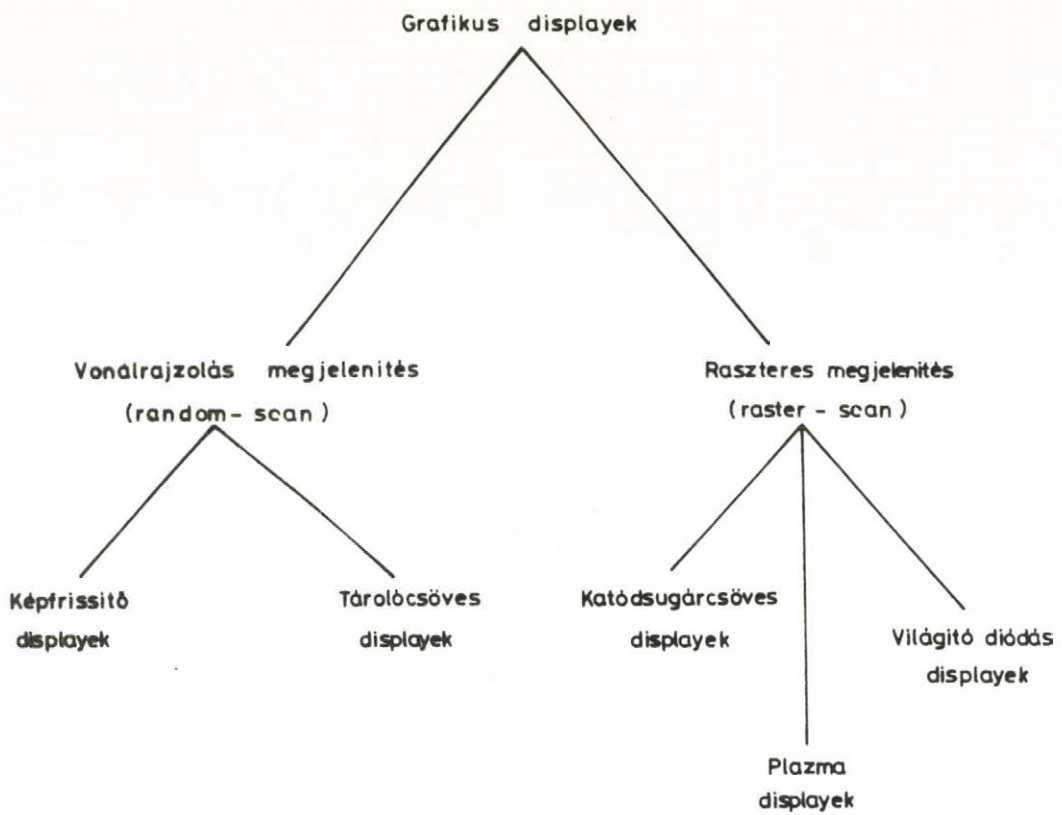 Grafikus displayek
Vonálrajzolás megjelenités
(random - scan)
Raszteres megjelenités
(raster - scan)
Képfrissitő
displayek
Tárolócsöves
displayek
Katódsugárcsöves
displayek
Világitó diódás
displayek
Plazma
displayek